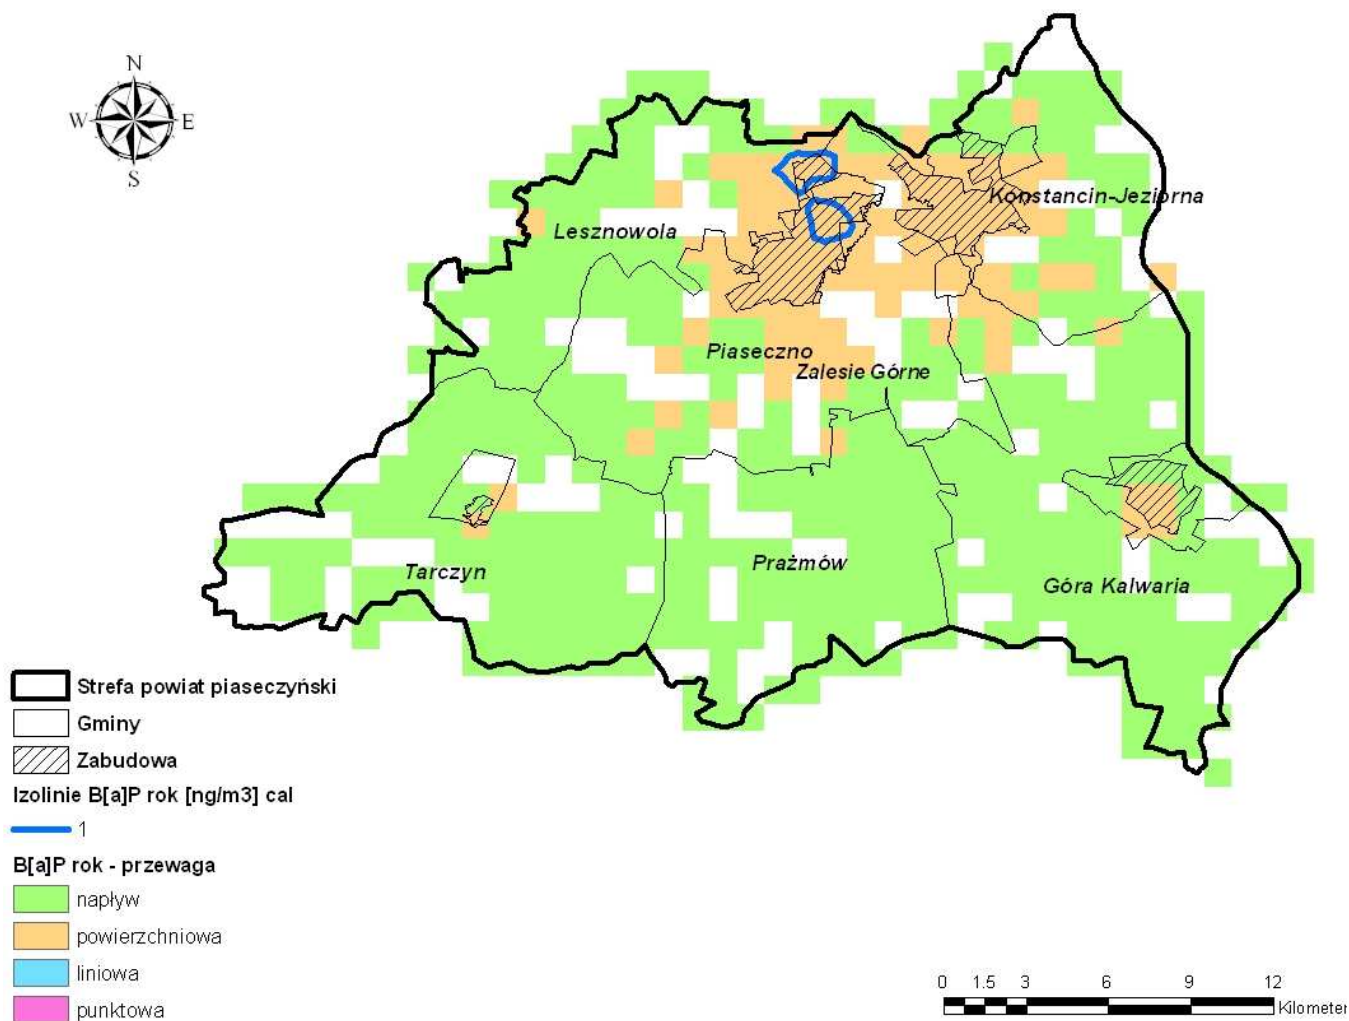 N
W E
S
Konstancin-Jeziorna
Lesznowola
Piaseczno
Zalesie Górne
Tarczyn
Prażmów
Góra Kalwaria
Strefa powiat piaseczyński
Gminy
Zabudowa
Izolinie B[a]P rok [ng/m3] cal
1
B[a]P rok - przewaga
napływ
powierzchniowa
liniowa
punktowa
0 1.5 3 6 9 12
Kilometer